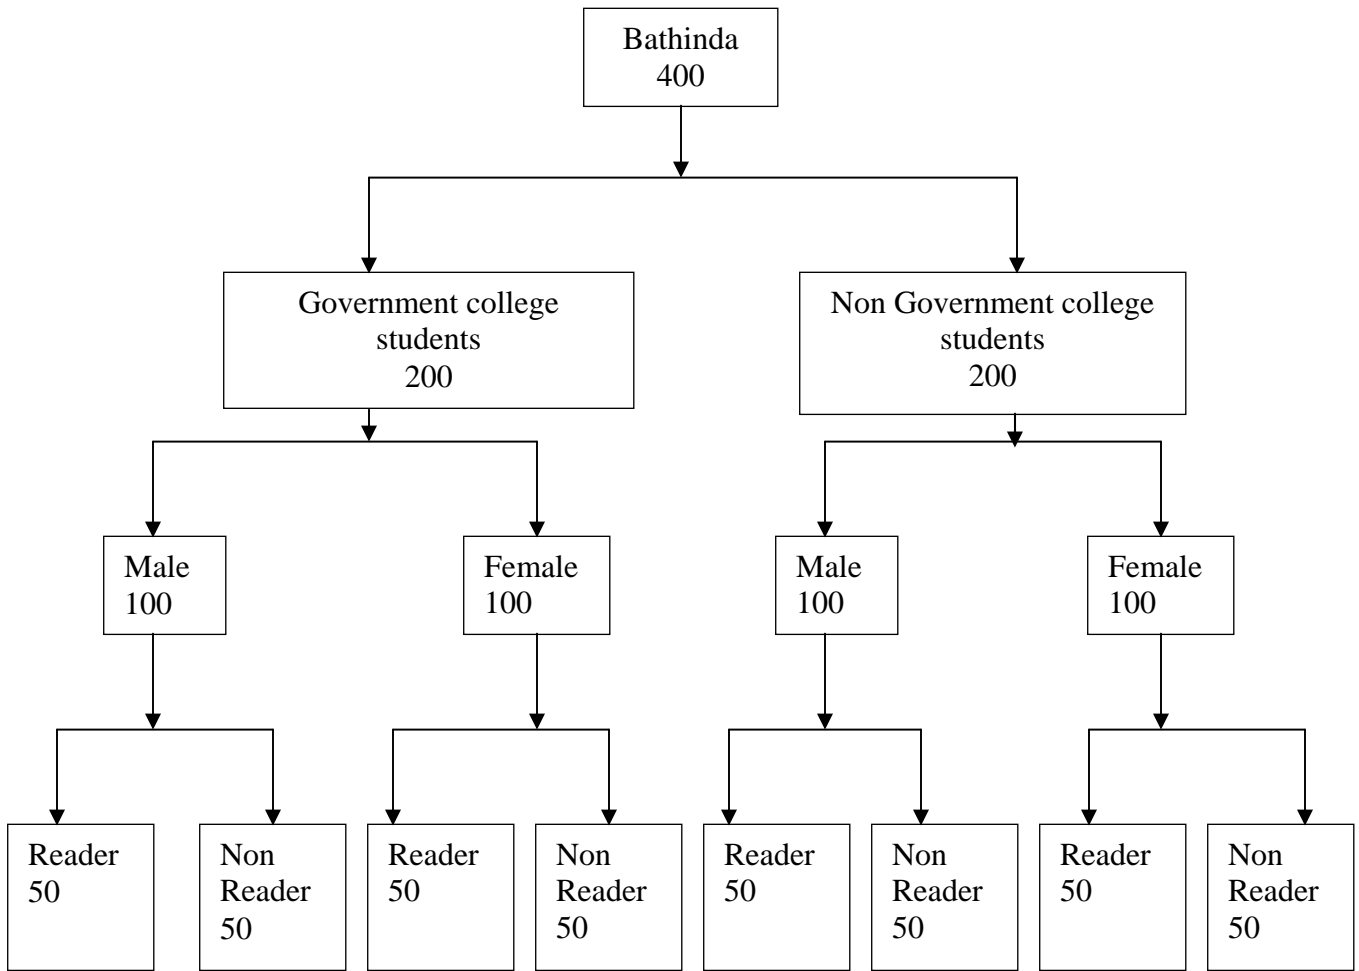 Bathinda
400
Government college
students
200
Non Government college
students
200
Male
100
Female
100
Male
100
Female
100
Reader
50
Non
Reader
50
Reader
50
Non
Reader
50
Reader
50
Non
Reader
50
Reader
50
Non
Reader
50